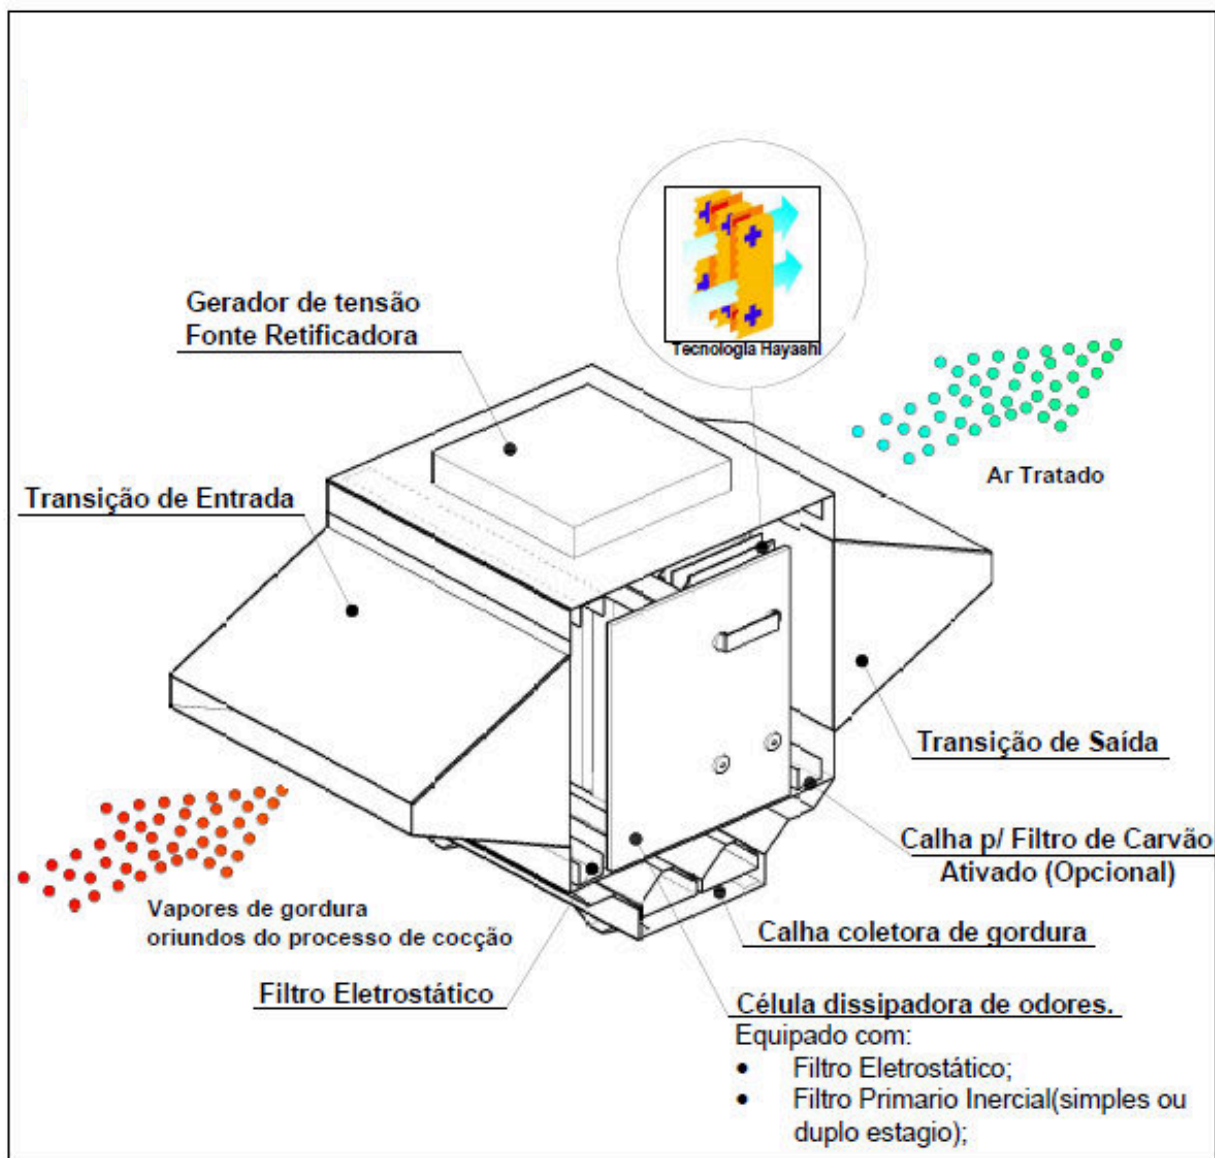 Tecnologia Hayashi
Gerador de tensão
Fonte Retificadora
Transição de Entrada
Ar Tratado
Transição de Saída
Calha p/ Filtro de Carvão
Ativado (Opcional)
Vapores de gordura
oriundos do processo de cocção
Calha coletora de gordura
Filtro Eletrostático
Célula dissipadora de odores.
Equipado com:
• Filtro Eletrostático;
• Filtro Primario Inercial(simples ou
duplo estagio);